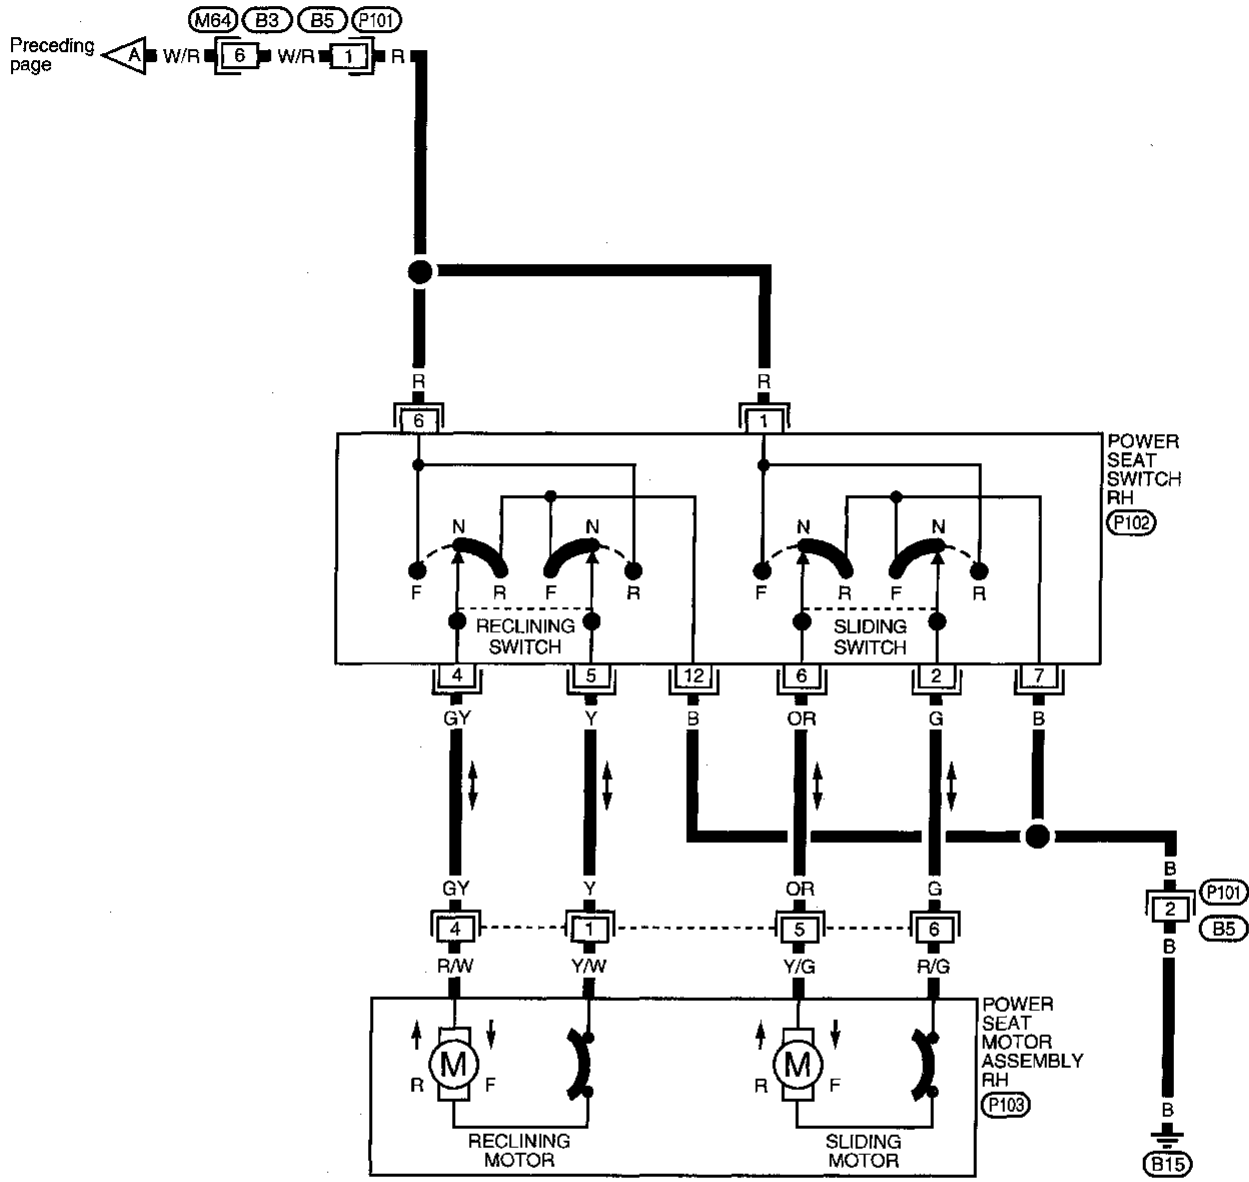 M64 B3 B5 P101
Preceding page
A W/R 6 W/R 1 R
R R
6 1
POWER
SEAT
SWITCH
RH
P102
N N N N
F R F R F R F R
RECLINING
SWITCH
SLIDING
SWITCH
4 5 12 6 2 7
GY Y B OR G B
GY Y OR G B
P101
4 1 5 6 2
B5
R/W Y/W Y/G R/G B
POWER
SEAT
MOTOR
ASSEMBLY
RH
P103
M M
R F R F
B
RECLINING
MOTOR
SLIDING
MOTOR
B15